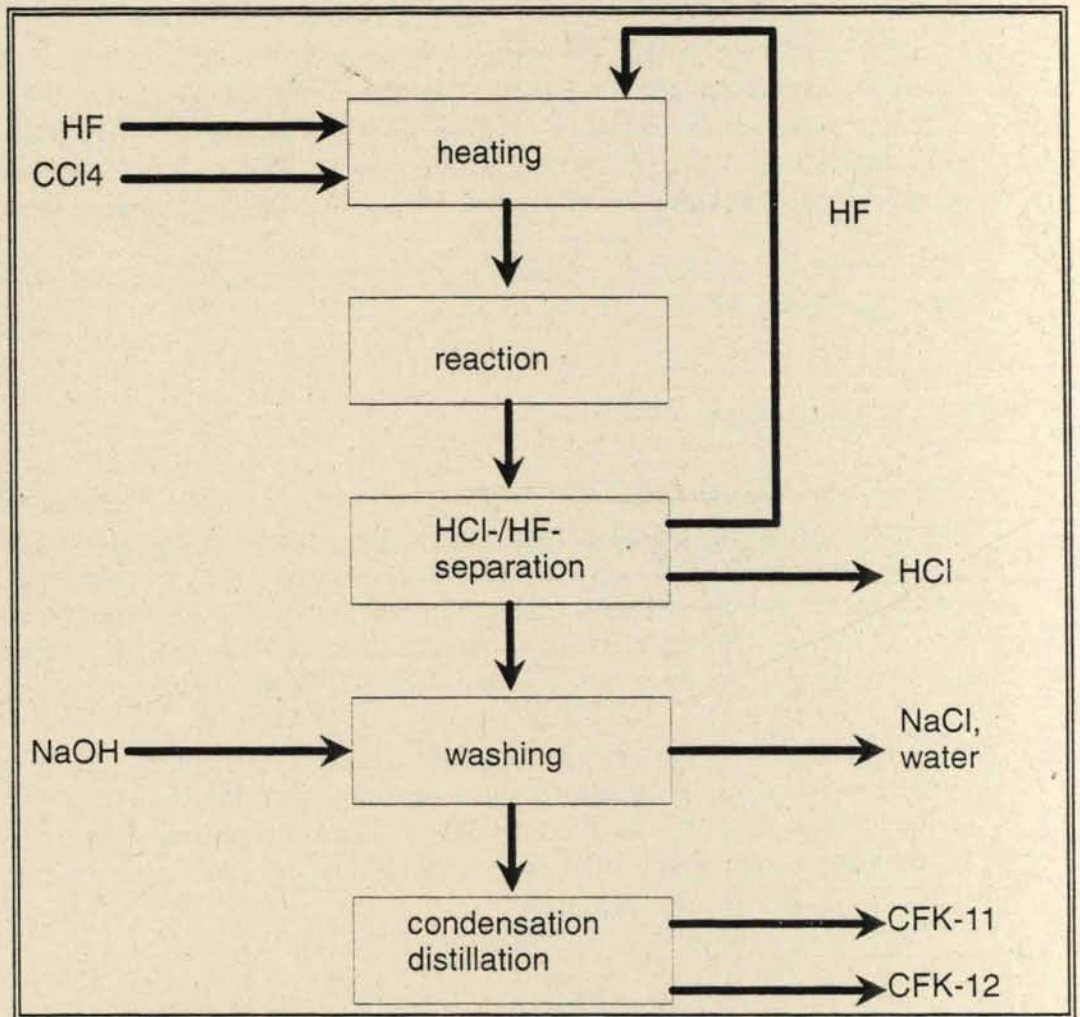 HF
CCl4
heating
HF
reaction
HCl-/HF-
separation
HCl
NaOH
washing
NaCl,
water
condensation
distillation
CFK-11
CFK-12